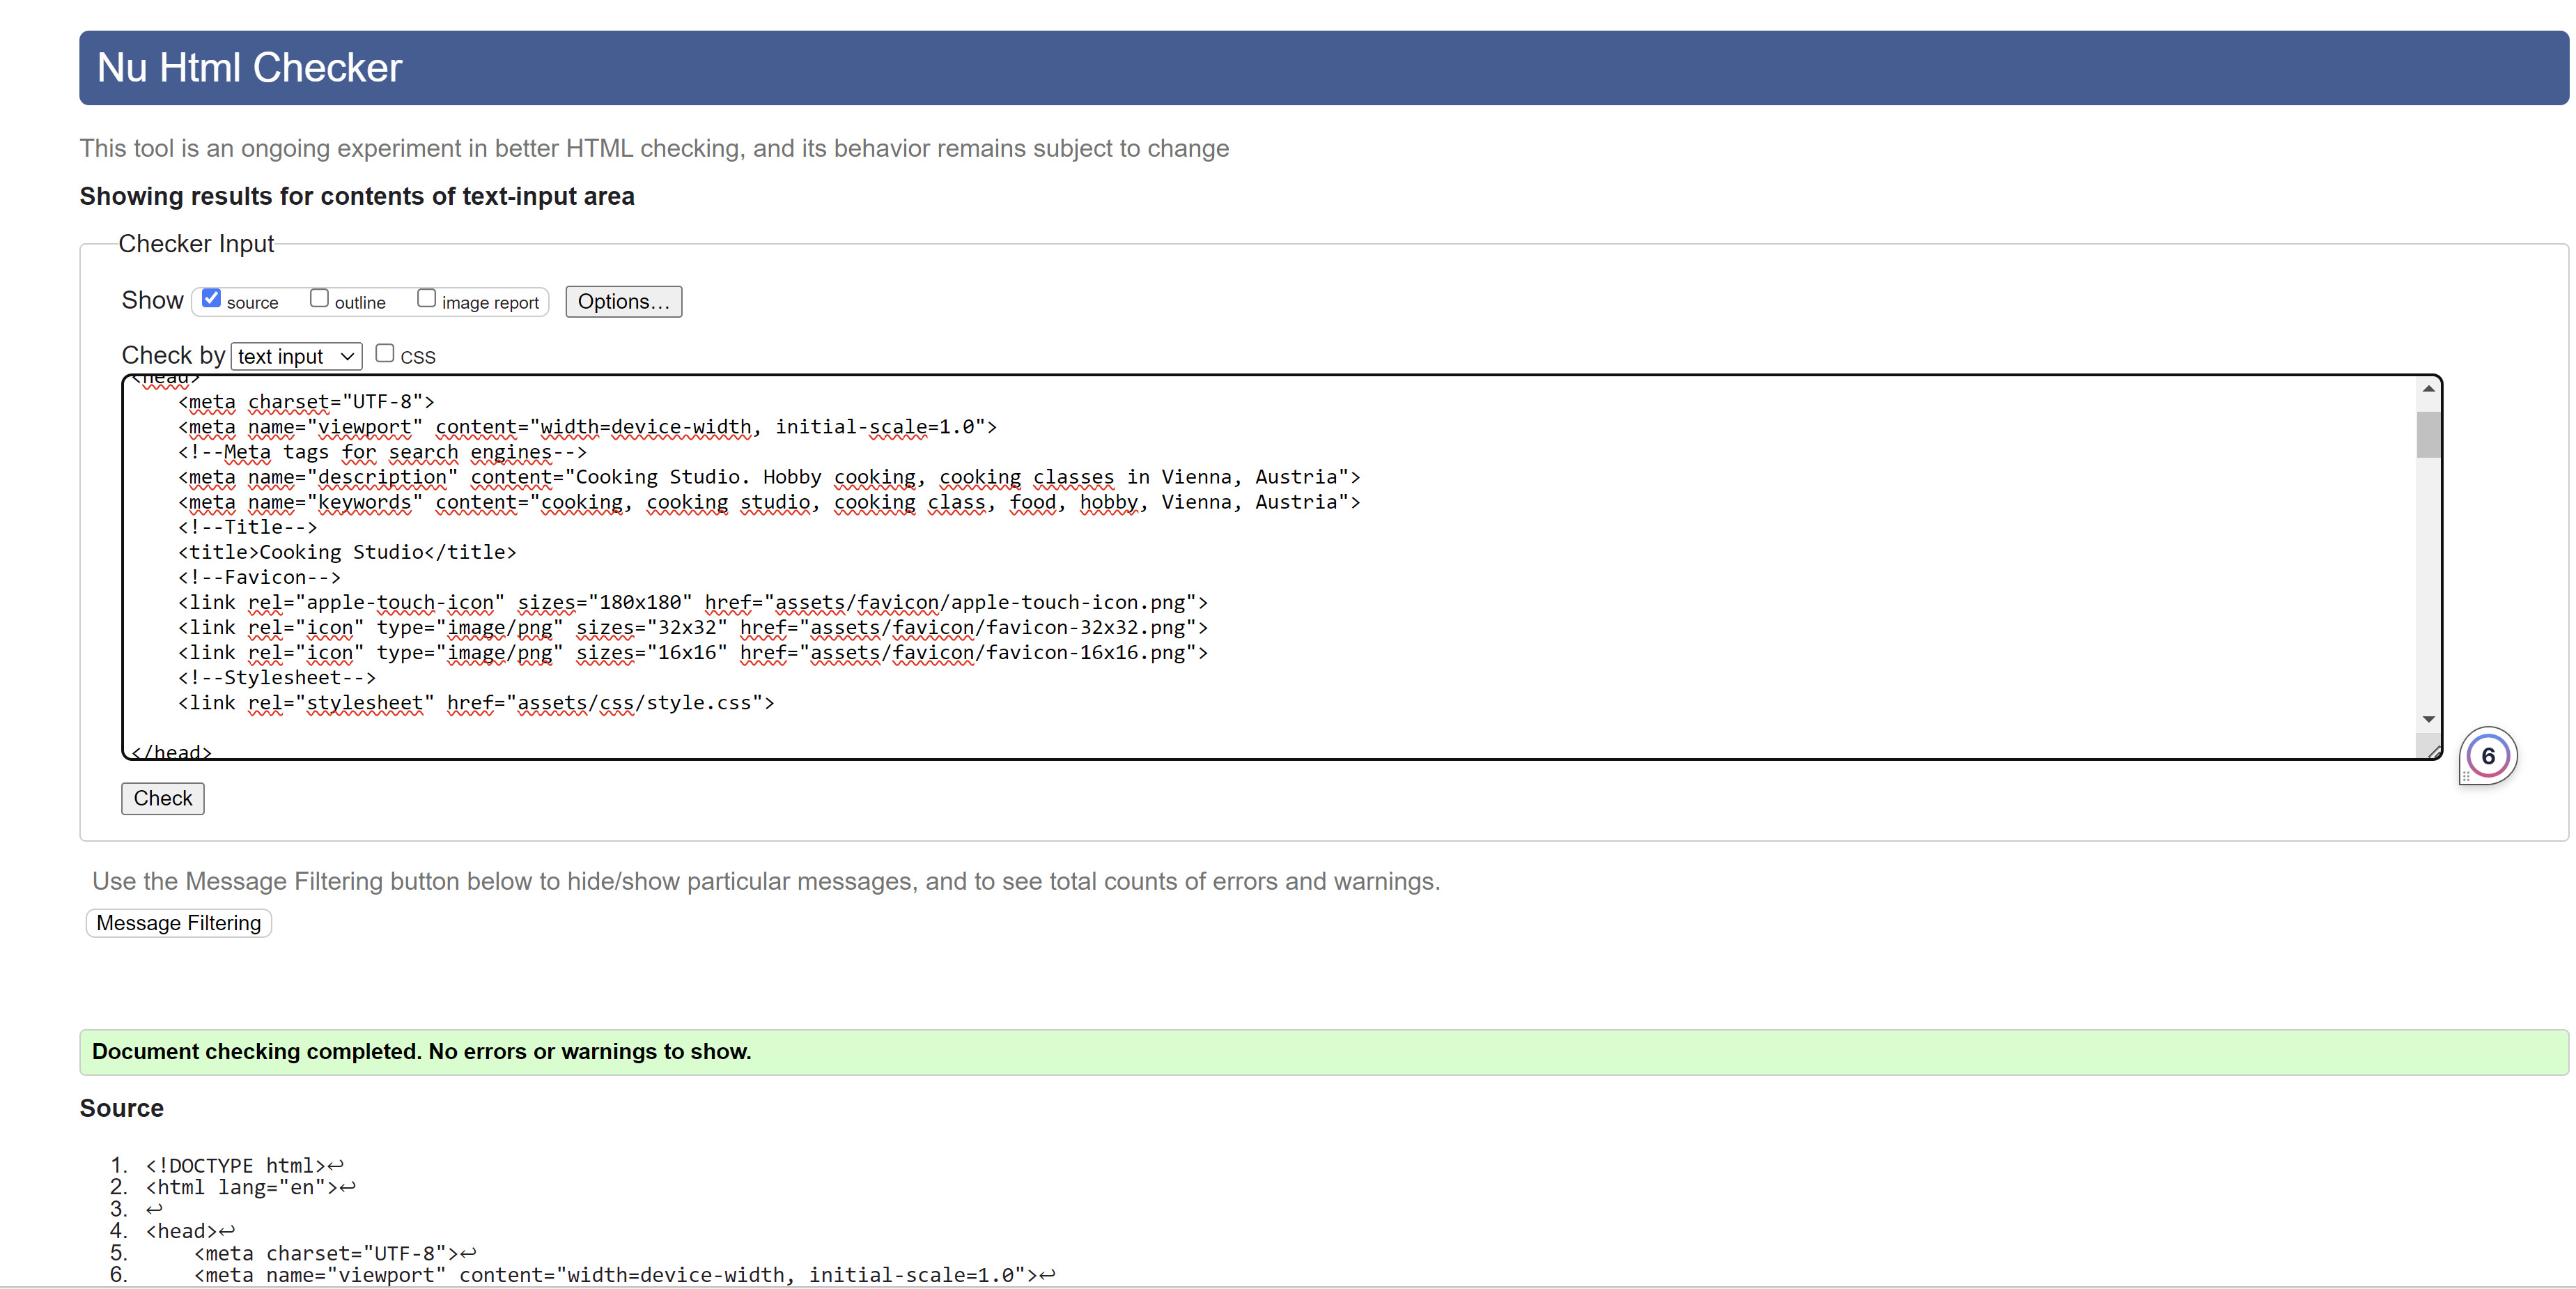 Nu Html Checker
This tool is an ongoing experiment in better HTML checking, and its behavior remains subject to change
Showing results for contents of text-input area
Checker Input
Show source outline image report Options...
Check by text input CSS
<head>
<meta charset="UTF-8">
<meta name="viewport" content="width=device-width, initial-scale=1.0">
<!--Meta tags for search engines-->
<meta name="description" content="Cooking Studio. Hobby cooking, cooking classes in Vienna, Austria">
<meta name="keywords" content="cooking, cooking studio, cooking class, food, hobby, Vienna, Austria">
<!--Title-->
<title>Cooking Studio</title>
<!--Favicon-->
<link rel="apple-touch-icon" sizes="180x180" href="assets/favicon/apple-touch-icon.png">
<link rel="icon" type="image/png" sizes="32x32" href="assets/favicon/favicon-32x32.png">
<link rel="icon" type="image/png" sizes="16x16" href="assets/favicon/favicon-16x16.png">
<!--Stylesheet-->
<link rel="stylesheet" href="assets/css/style.css">
</head>
6
Check
Use the Message Filtering button below to hide/show particular messages, and to see total counts of errors and warnings.
Message Filtering
Document checking completed. No errors or warnings to show.
Source
1. <!DOCTYPE html>↩
2. <html lang="en">↩
3. ↩
4. <head>↩
5. <meta charset="UTF-8">↩
6. <meta name="viewport" content="width=device-width, initial-scale=1.0">↩